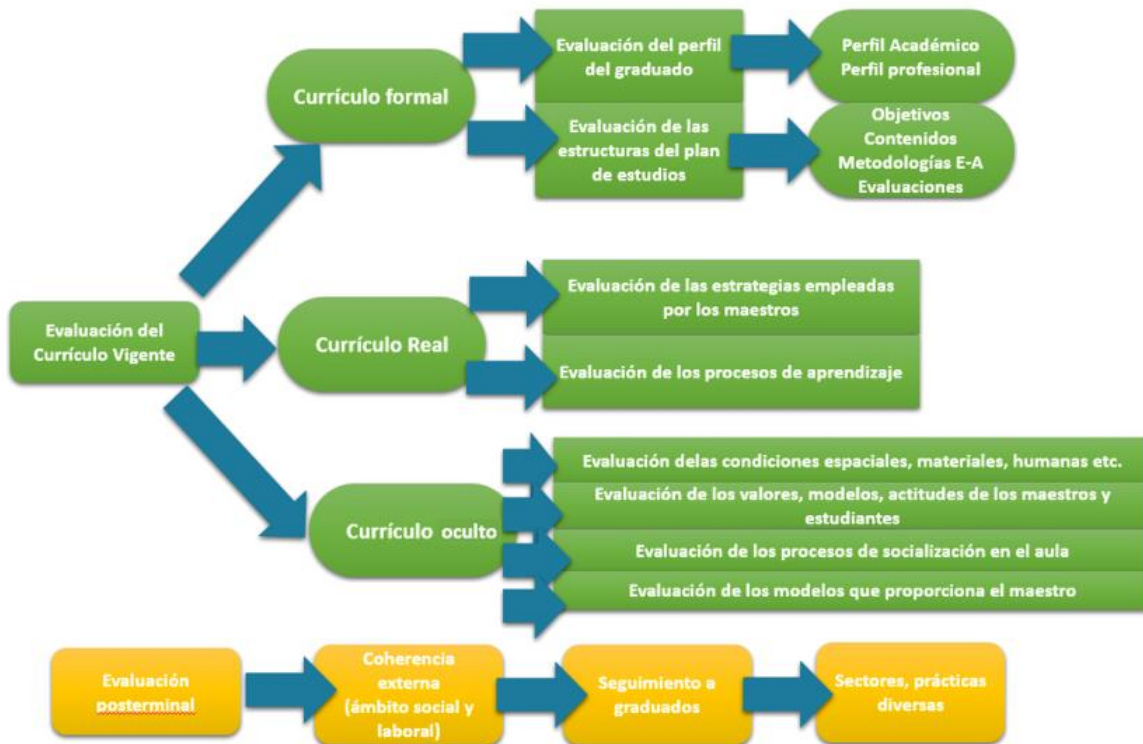 Evaluación del
Currículo Vigente
Currículo formal
Evaluación del perfil
del graduado
Perfil Académico
Perfil profesional
Evaluación de las
estructuras del plan
de estudios
Objetivos
Contenidos
Metodologías E-A
Evaluaciones
Currículo Real
Evaluación de las estrategias empleadas
por los maestros
Evaluación de los procesos de aprendizaje
Currículo oculto
Evaluación delas condiciones espaciales, materiales, humanas etc.
Evaluación de los valores, modelos, actitudes de los maestros y
estudiantes
Evaluación de los procesos de socialización en el aula
Evaluación de los modelos que proporciona el maestro
Evaluación
posterminal
Coherencia
externa
(ámbito social y
laboral)
Seguimiento a
graduados
Sectores, prácticas
diversas